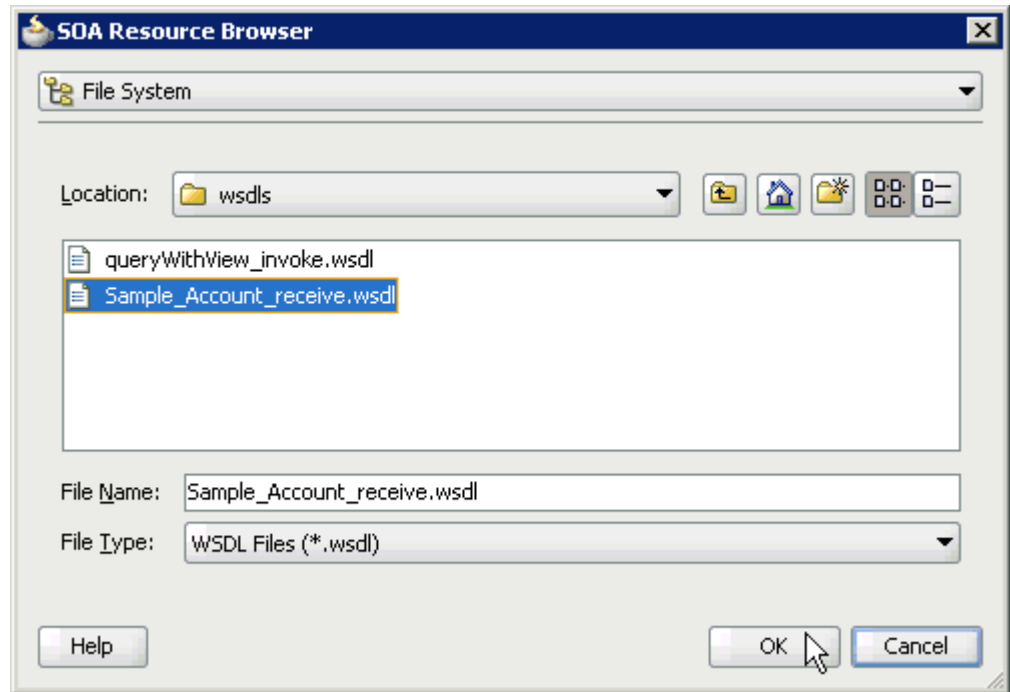 SOA Resource Browser
File System
Location: wsdls
queryWithView_invoke.wsdl
Sample_Account_receive.wsdl
File Name: Sample_Account_receive.wsdl
File Type: WSDL Files (*.wsdl)
Help OK Cancel